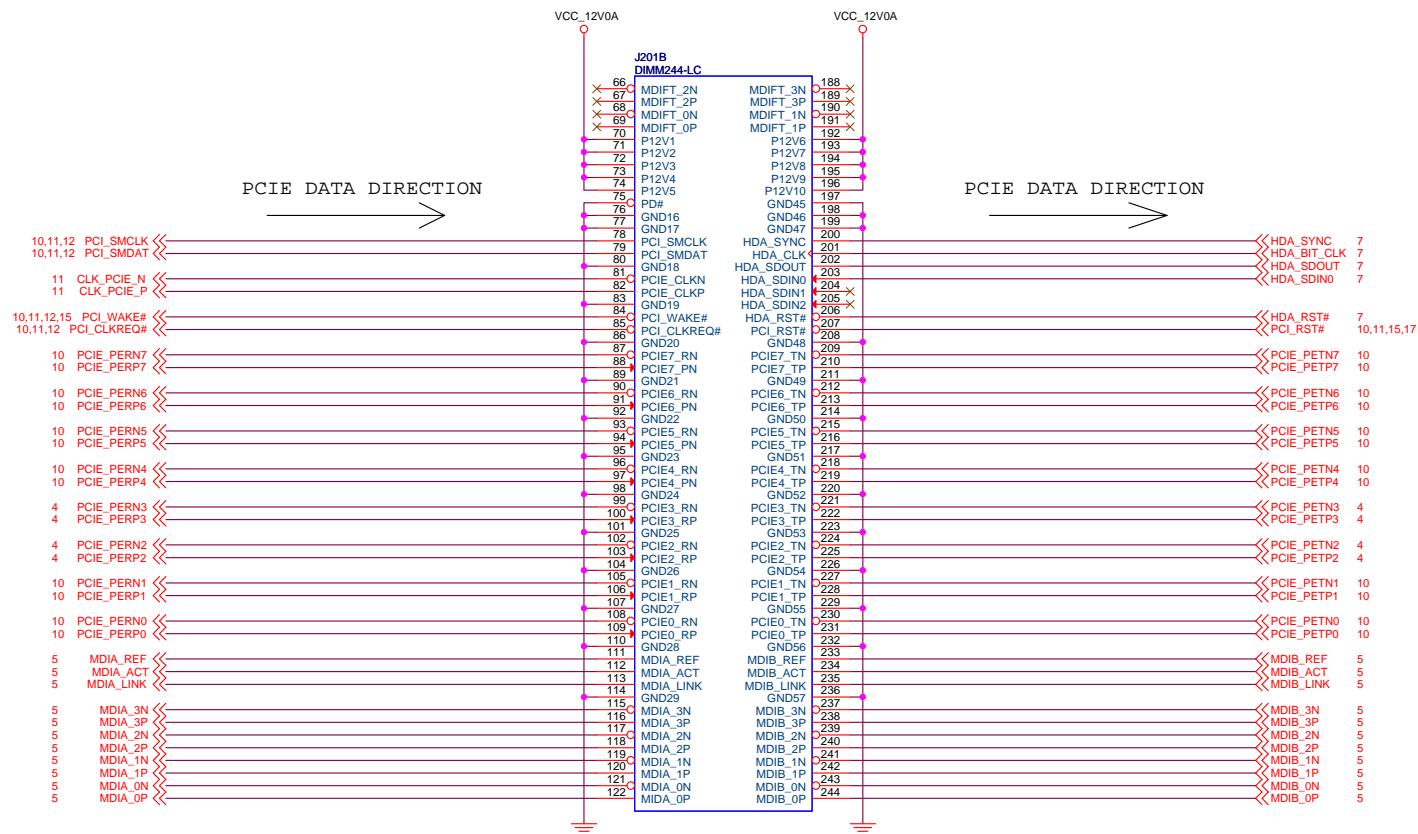 VCC_12V0A VCC_12V0A
J201B
DIMM244-LC
66 MDIFT_2N MDIFT_3N 188
67 MDIFT_2P MDIFT_3P 189
68 MDIFT_0N MDIFT_1N 190
69 MDIFT_0P MDIFT_1P 191
70 P12V1 P12V6 192
71 P12V2 P12V7 193
72 P12V3 P12V8 194
73 P12V4 P12V9 195
74 P12V5 P12V10 196
PCIE DATA DIRECTION PCIE DATA DIRECTION
75 PD# GND45 197
76 GND16 GND46 198
77 GND17 GND47 199
10,11,12 PCI_SMCLK 78 PCI_SMCLK HDA_SYNC 200 HDA_SYNC 7
10,11,12 PCI_SMDAT 79 PCI_SMDAT HDA_CLK 201 HDA_BIT_CLK 7
80 GND18 HDA_SDOUT 202 HDA_SDOUT 7
11 CLK_PCIE_N 81 PCIE_CLKN HDA_SDIN0 203 HDA_SDIN0 7
11 CLK_PCIE_P 82 PCIE_CLKP HDA_SDIN1 204
83 GND19 HDA_SDIN2 205
10,11,12,15 PCI_WAKE# 84 PCI_WAKE# HDA_RST# 206 HDA_RST# 7
10,11,12 PCI_CLKREQ# 85 PCI_CLKREQ# PCI_RST# 207 PCI_RST# 10,11,15,17
86 GND20 GND48 208
10 PCIE_PERN7 87 PCIE7_RN PCIE7_TN 209 PCIE_PETN7 10
10 PCIE_PERP7 88 PCIE7_PN PCIE7_TP 210 PCIE_PETP7 10
89 GND21 GND49 211
10 PCIE_PERN6 90 PCIE6_RN PCIE6_TN 212 PCIE_PETN6 10
10 PCIE_PERP6 91 PCIE6_PN PCIE6_TP 213 PCIE_PETP6 10
92 GND22 GND50 214
10 PCIE_PERN5 93 PCIE5_RN PCIE5_TN 215 PCIE_PETN5 10
10 PCIE_PERP5 94 PCIE5_PN PCIE5_TP 216 PCIE_PETP5 10
95 GND23 GND51 217
10 PCIE_PERN4 96 PCIE4_RN PCIE4_TN 218 PCIE_PETN4 10
10 PCIE_PERP4 97 PCIE4_PN PCIE4_TP 219 PCIE_PETP4 10
98 GND24 GND52 220
4 PCIE_PERN3 99 PCIE3_RN PCIE3_TN 221 PCIE_PETN3 4
4 PCIE_PERP3 100 PCIE3_RP PCIE3_TP 222 PCIE_PETP3 4
101 GND25 GND53 223
4 PCIE_PERN2 102 PCIE2_RN PCIE2_TN 224 PCIE_PETN2 4
4 PCIE_PERP2 103 PCIE2_RP PCIE2_TP 225 PCIE_PETP2 4
104 GND26 GND54 226
10 PCIE_PERN1 105 PCIE1_RN PCIE1_TN 227 PCIE_PETN1 10
10 PCIE_PERP1 106 PCIE1_RP PCIE1_TP 228 PCIE_PETP1 10
107 GND27 GND55 229
10 PCIE_PERN0 108 PCIE0_RN PCIE0_TN 230 PCIE_PETN0 10
10 PCIE_PERP0 109 PCIE0_RP PCIE0_TP 231 PCIE_PETP0 10
110 GND28 GND56 232
5 MDIA_REF 111 MDIA_REF MDIB_REF 233 MDIB_REF 5
5 MDIA_ACT 112 MDIA_ACT MDIB_ACT 234 MDIB_ACT 5
5 MDIA_LINK 113 MDIA_LINK MDIB_LINK 235 MDIB_LINK 5
114 GND29 GND57 236
5 MDIA_3N 115 MDIA_3N MDIB_3N 237 MDIB_3N 5
5 MDIA_3P 116 MDIA_3P MDIB_3P 238 MDIB_3P 5
5 MDIA_2N 117 MDIA_2N MDIB_2N 239 MDIB_2N 5
5 MDIA_2P 118 MDIA_2P MDIB_2P 240 MDIB_2P 5
5 MDIA_1N 119 MDIA_1N MDIB_1N 241 MDIB_1N 5
5 MDIA_1P 120 MDIA_1P MDIB_1P 242 MDIB_1P 5
5 MDIA_0N 121 MDIA_0N MDIB_0N 243 MDIB_0N 5
5 MDIA_0P 122 MIDA_0P MDIB_0P 244 MDIB_0P 5